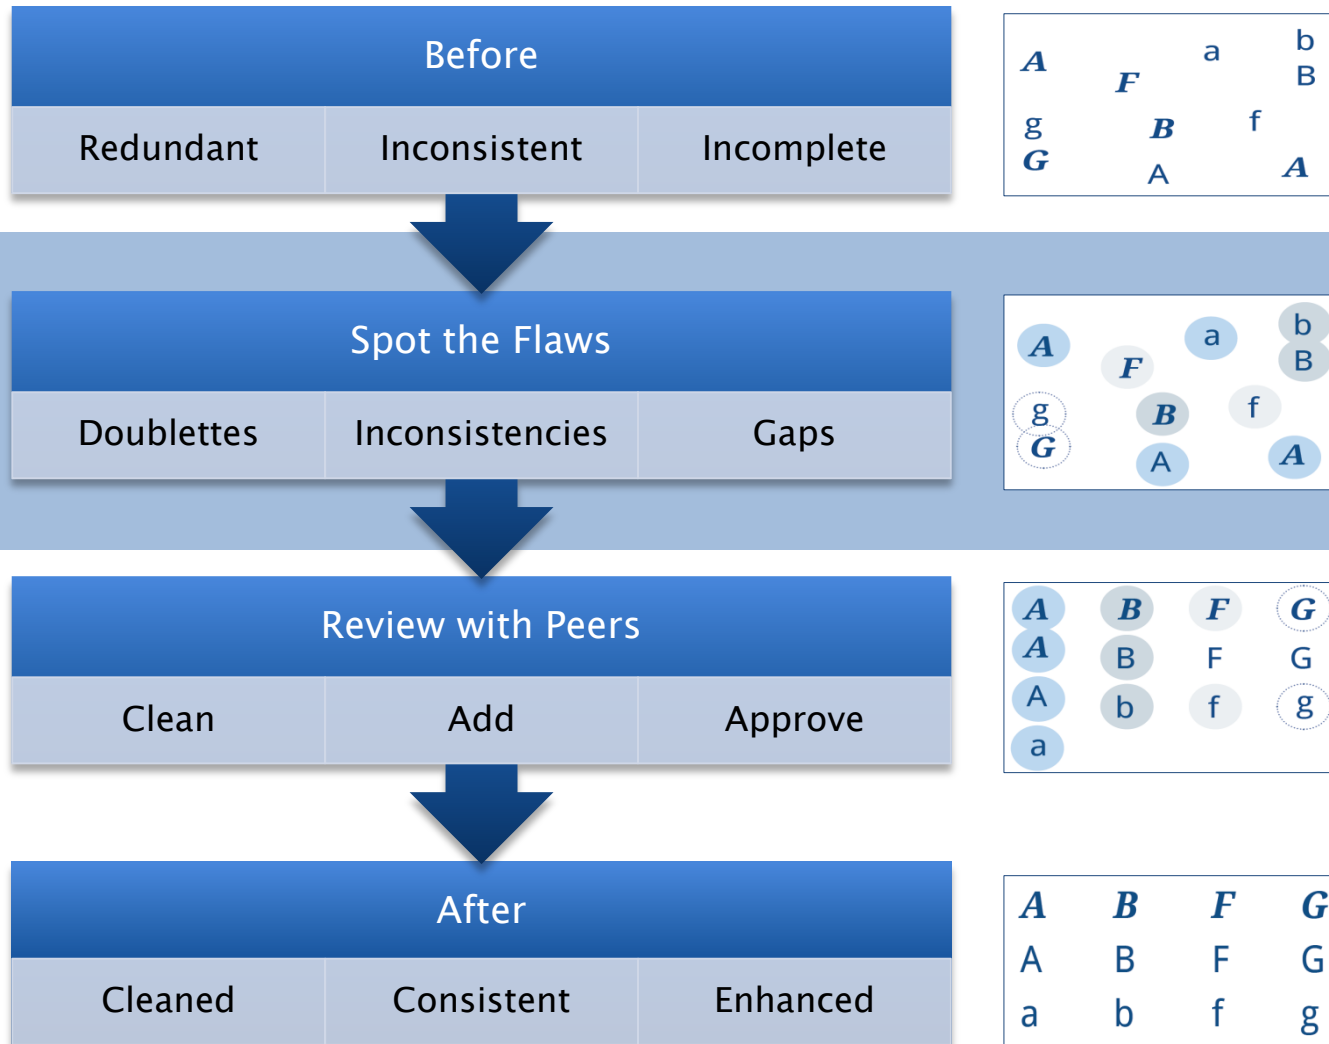 Before
Redundant Inconsistent Incomplete
A F a b
B
g B f
G A A
Spot the Flaws
Doublettes Inconsistencies Gaps
A F a b
B
g B f
G A A
Review with Peers
Clean Add Approve
A B F G
A B F G
A b f g
a
After
Cleaned Consistent Enhanced
A B F G
A B F G
a b f g